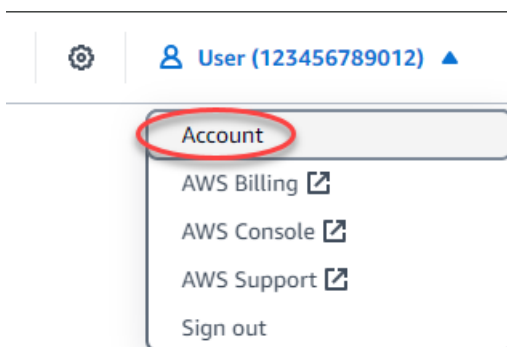 User (123456789012)
Account
AWS Billing
AWS Console
AWS Support
Sign out